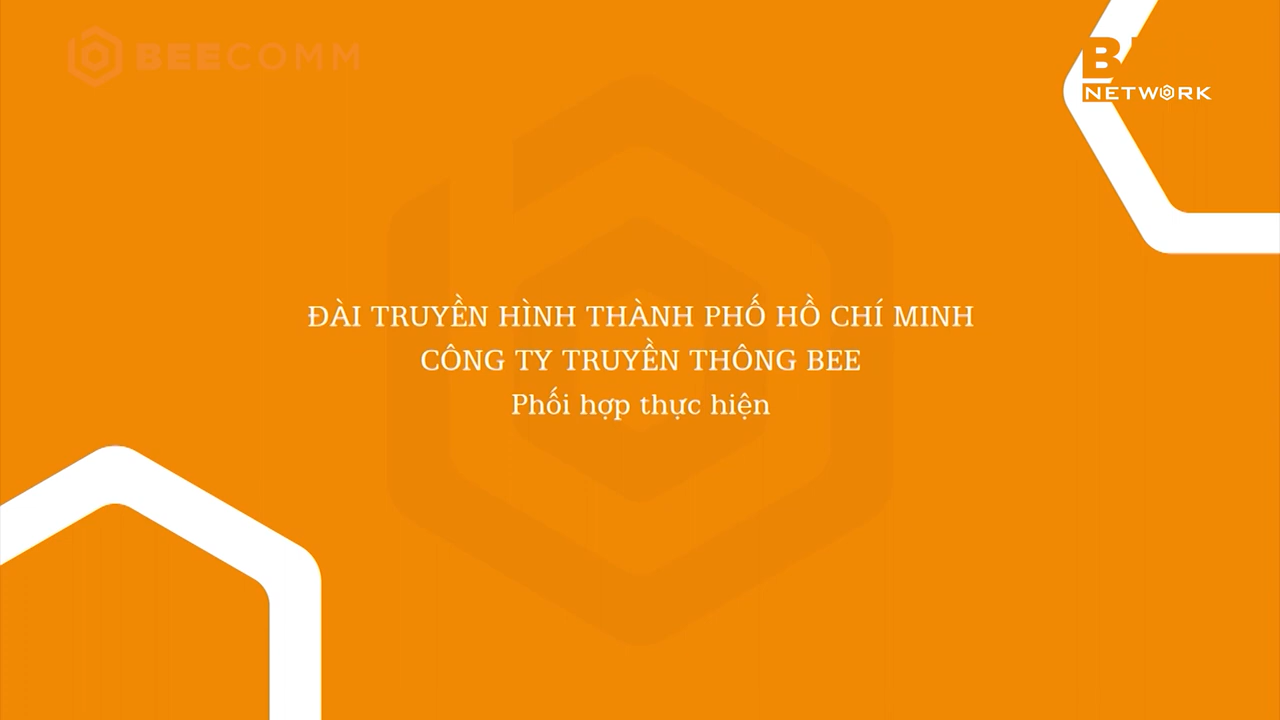 BEECOMM
B
NETWORK
ĐÀI TRUYỀN HÌNH THÀNH PHỐ HỒ CHÍ MINH
CÔNG TY TRUYỀN THÔNG BEE
Phối hợp thực hiện